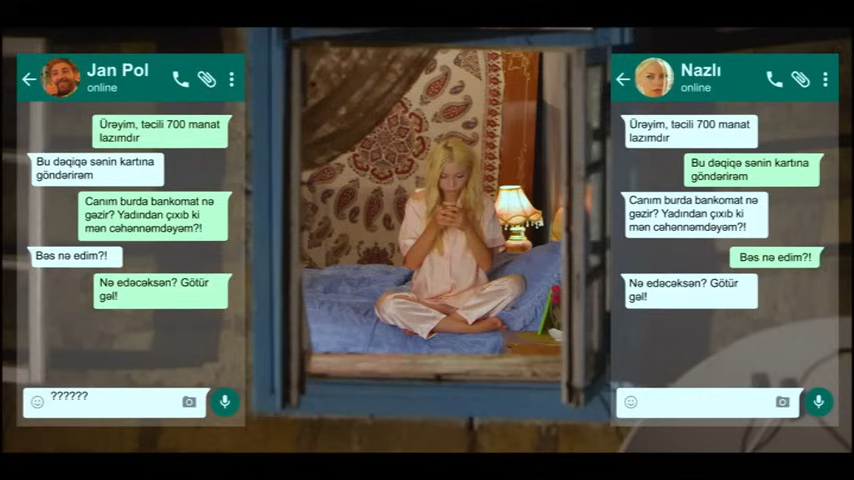 Jan Pol
online
Ürəyim, təcili 700 manat
lazımdır
Bu dəqiqə sənin kartına
göndərirəm
Canım burda bankomat nə
gəzir? Yadından çıxıb ki
mən cəhənnəmdəyəm?!
Bəs nə edim?!
Nə edəcəksən? Götür
gəl!
??????
Nazlı
online
Ürəyim, təcili 700 manat
lazımdır
Bu dəqiqə sənin kartına
göndərirəm
Canım burda bankomat nə
gəzir? Yadından çıxıb ki
mən cəhənnəmdəyəm?!
Bəs nə edim?!
Nə edəcəksən? Götür
gəl!